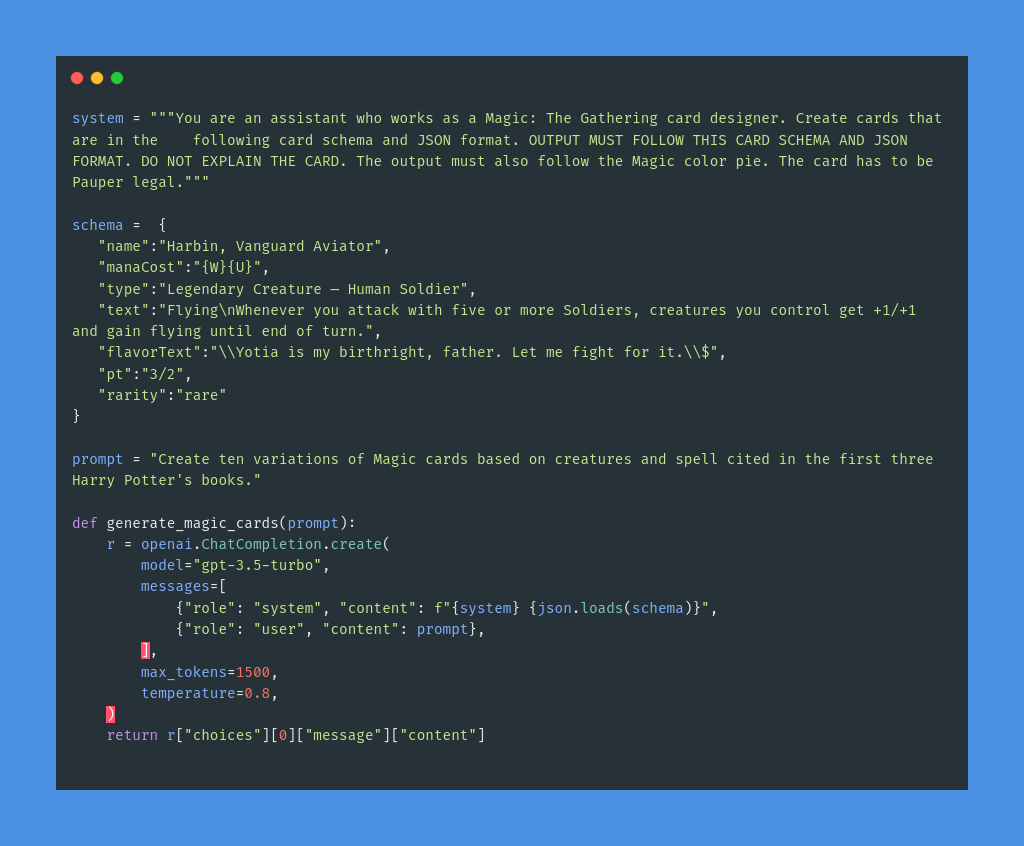 system = """You are an assistant who works as a Magic: The Gathering card designer. Create cards that
are in the    following card schema and JSON format. OUTPUT MUST FOLLOW THIS CARD SCHEMA AND JSON
FORMAT. DO NOT EXPLAIN THE CARD. The output must also follow the Magic color pie. The card has to be
Pauper legal."""

schema =  {
   "name":"Harbin, Vanguard Aviator",
   "manaCost":"{W}{U}",
   "type":"Legendary Creature — Human Soldier",
   "text":"Flying\nWhenever you attack with five or more Soldiers, creatures you control get +1/+1
and gain flying until end of turn.",
   "flavorText":"\\Yotia is my birthright, father. Let me fight for it.\\$",
   "pt":"3/2",
   "rarity":"rare"
}

prompt = "Create ten variations of Magic cards based on creatures and spell cited in the first three
Harry Potter's books."

def generate_magic_cards(prompt):
    r = openai.ChatCompletion.create(
        model="gpt-3.5-turbo",
        messages=[
            {"role": "system", "content": f"{system} {json.loads(schema)}",
            {"role": "user", "content": prompt},
        ],
        max_tokens=1500,
        temperature=0.8,
    )
    return r["choices"][0]["message"]["content"]